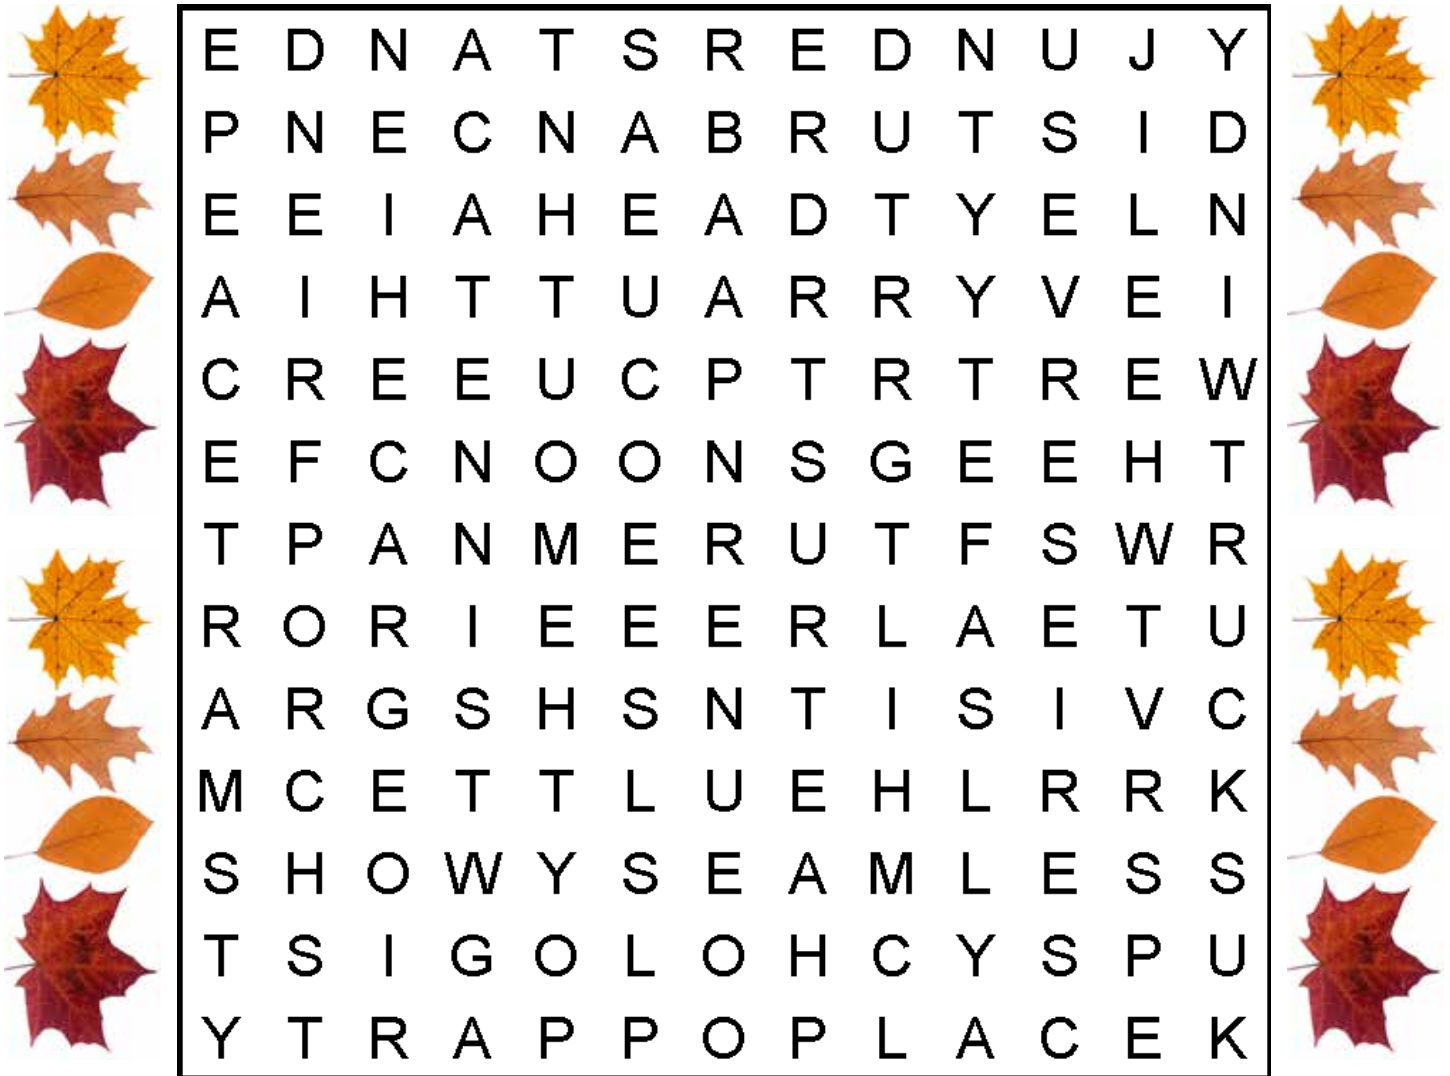 E D N A T S R E D N U J Y
P N E C N A B R U T S I D
E E I A H E A D T Y E L N
A I H T T U A R R Y V E I
C R E E U C P T R T R E W
E F C N O O N S G E E H T
T P A N M E R U T F S W R
R O R I E E E R L A E T U
A R G S H S N T I S I V C
M C E T T L U E H L R R K
S H O W Y S E A M L E S S
T S I G O L O H C Y S P U
Y T R A P P O P L A C E K